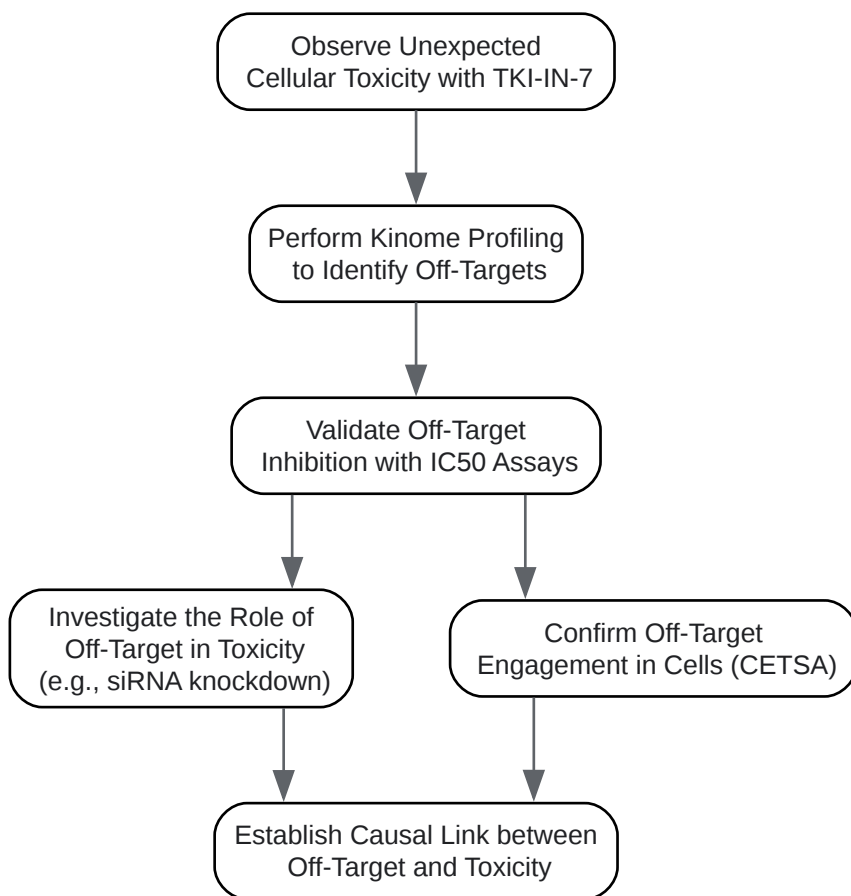 Observe Unexpected
Cellular Toxicity with TKI-IN-7
Perform Kinome Profiling
to Identify Off-Targets
Validate Off-Target
Inhibition with IC50 Assays
Investigate the Role of
Off-Target in Toxicity
(e.g., siRNA knockdown)
Confirm Off-Target
Engagement in Cells (CETSA)
Establish Causal Link between
Off-Target and Toxicity